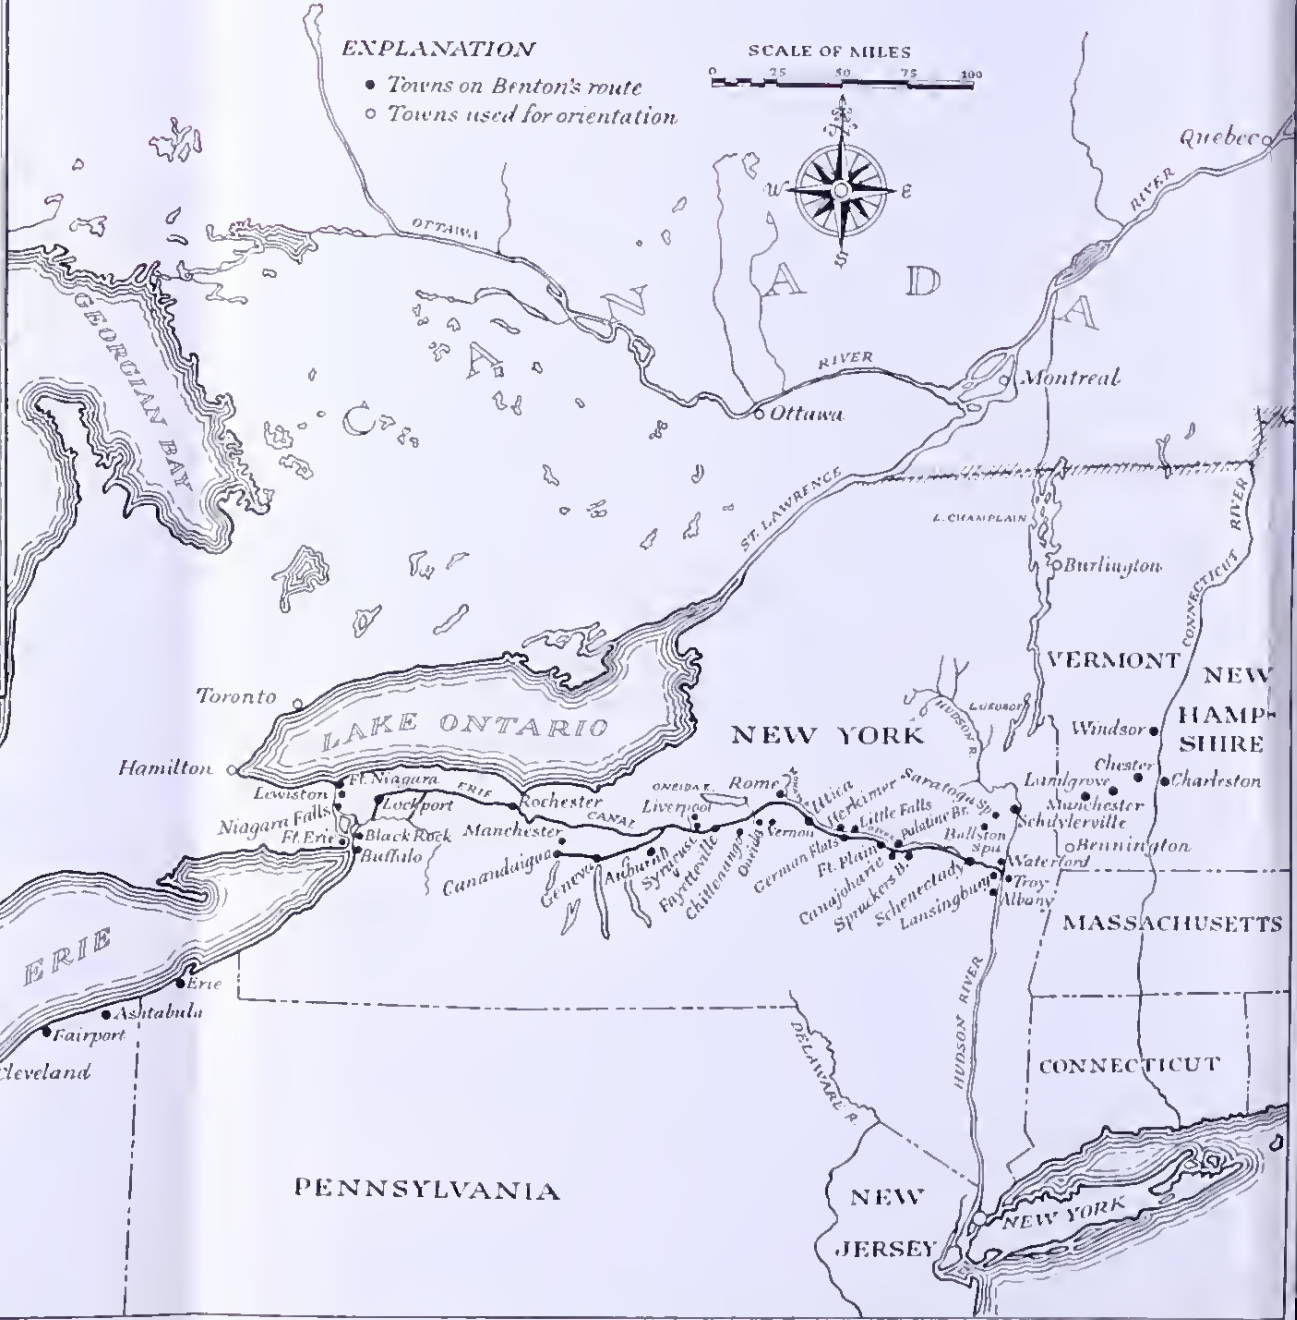 EXPLANATION
Towns on Benton's route
Towns used for orientation
SCALE OF MILES
0 25 50 75 100
W E
S
Quebec
RIVER
OTTAWA
C A N A D A
GEORGIAN BAY
RIVER
Montreal
Ottawa
ST. LAWRENCE
L. CHAMPLAIN
RIVER
CONNECTICUT
Burlington
VERMONT
NEW
HAMP-
SHIRE
Toronto
LAKE ONTARIO
HUDSON R.
NEW YORK
Windsor
Hamilton
Ft. Niagara
Lewiston
Lockport
Niagara Falls
Ft. Erie
Black Rock
Buffalo
ERIE
CANAL
Rochester
Manchester
Canandaigua
Geneva
Auburn
ONEIDA L.
Liverpool
Syracuse
Fayetteville
Chittenango
Oneida
Vernon
Rome
Utica
Herkimer
German Flats
Little Falls
Palatine Br.
Ft. Plain
Canajoharie
Sprukers B.
Schenectady
Lansingburg
Saratoga Sp.
Ballston
Spa
Schuylerville
Waterford
Troy
Albany
Chester
Landgrove
Manchester
Charleston
Bennington
MASSACHUSETTS
ERIE
Erie
Ashtabula
Fairport
Cleveland
DELAWARE R.
HUDSON RIVER
CONNECTICUT
PENNSYLVANIA
NEW
JERSEY
NEW YORK